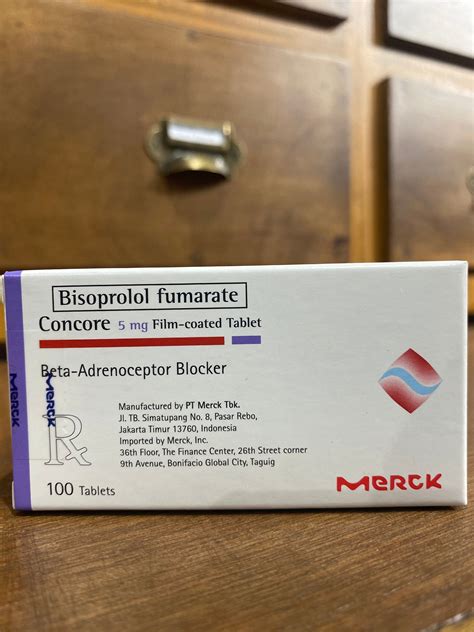 Bisoprolol fumarate
Concore 5 mg Film-coated Tablet
Beta-Adrenoceptor Blocker
Manufactured by PT Merck Tbk.
Jl. TB. Simatupang No. 8, Pasar Rebo,
Jakarta Timur 13760, Indonesia
Imported by Merck, Inc.
36th Floor, The Finance Center, 26th Street corner
9th Avenue, Bonifacio Global City, Taguig
Rx
100 Tablets
MERCK
MERCK
MERCK